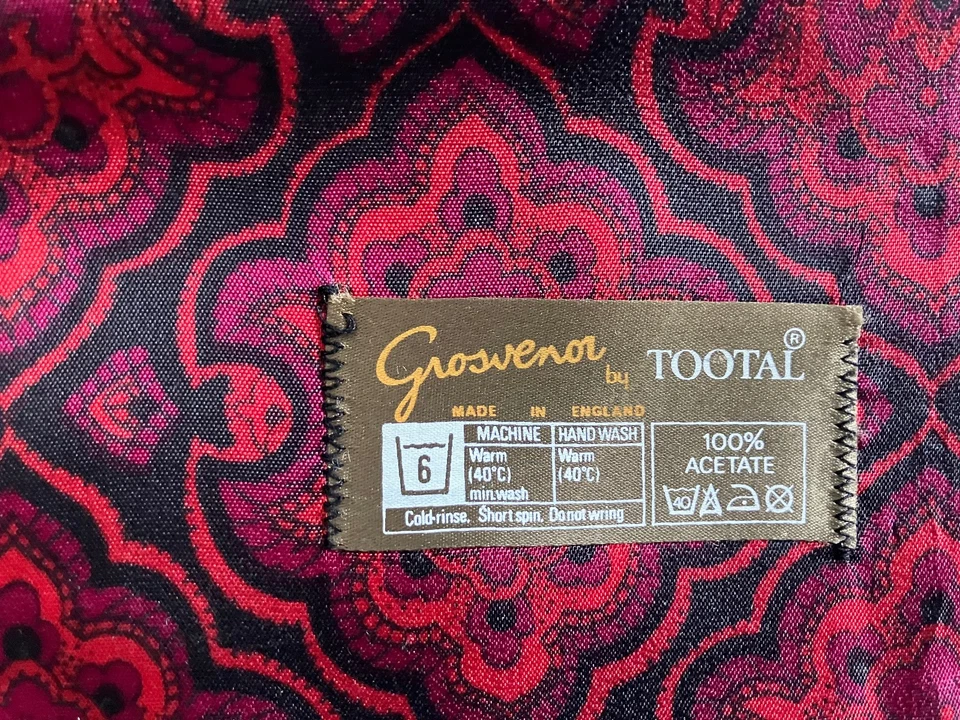 Grosvenor by TOOTAL®
MADE IN ENGLAND
6
MACHINE
Warm
(40°C)
min.wash
HAND WASH
Warm
(40°C)
Cold-rinse. Short spin. Do not wring
100%
ACETATE
40 A